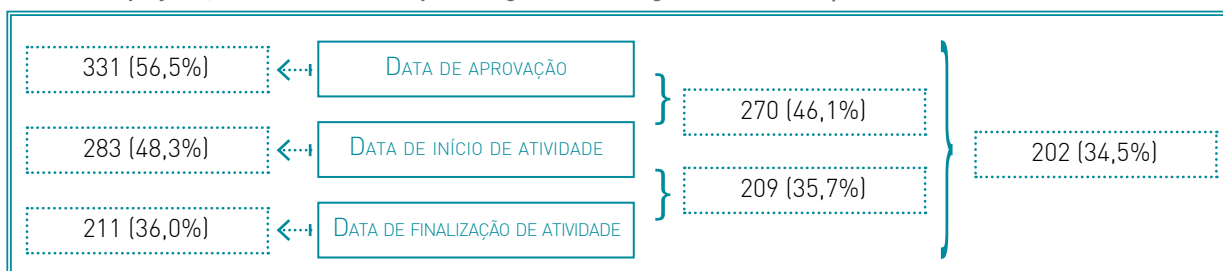 331 (56,5%)
DATA DE APROVAÇÃO
270 (46,1%)
283 (48,3%)
DATA DE INÍCIO DE ATIVIDADE
202 (34,5%)
209 (35,7%)
211 (36,0%)
DATA DE FINALIZAÇÃO DE ATIVIDADE